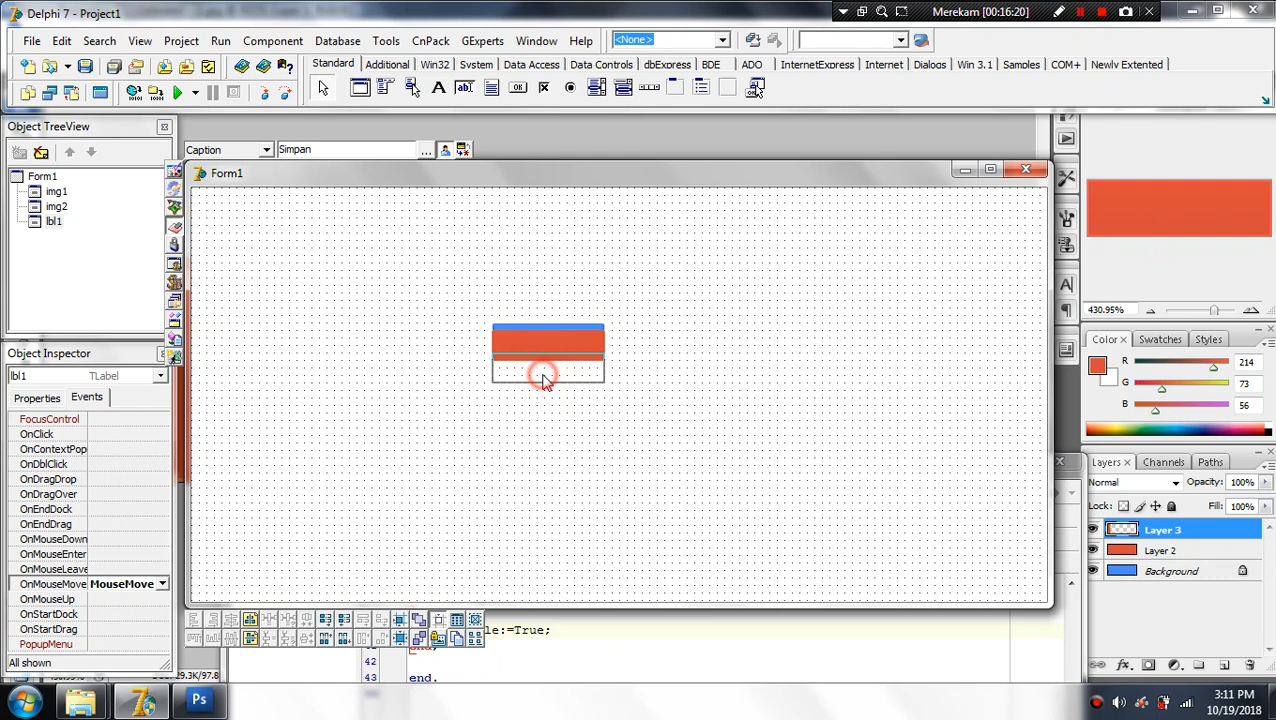 Delphi 7 - Project1
Merekam [00:16:20]
File Edit Search View Project Run Component Database Tools CnPack GExperts Window Help
<None>
Standard Additional Win32 System Data Access Data Controls dbExpress BDE ADO InternetExpress Internet Dialogs Win 3.1 Samples COM+ Newly Extented
Object TreeView
Caption Simpan ...
Form1
img1
img2
lbl1
Form1
430.95%
Color Swatches Styles
R 214
G 73
B 56
Object Inspector
lbl1 TLabel
Properties Events
FocusControl
OnClick
OnContextPop
OnDblClick
OnDragDrop
OnDragOver
OnEndDock
OnEndDrag
OnMouseDown
OnMouseEnter
OnMouseLeave
OnMouseMove MouseMove
OnMouseUp
OnStartDock
OnStartDrag
PopupMenu
All shown
Layers Channels Paths
Normal Opacity: 100%
Lock: Fill: 100%
Layer 3
Layer 2
Background
le:=True;
42
43 end.
Ps
3:11 PM
10/19/2018